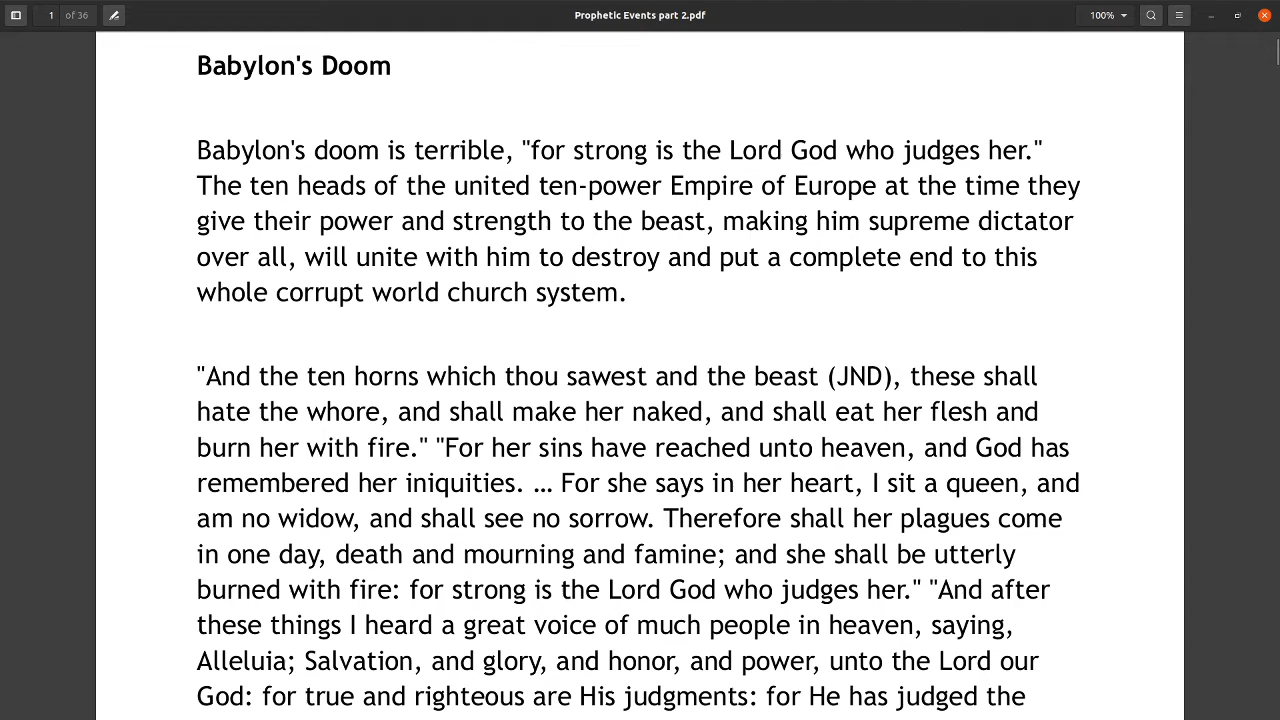 1 of 36
Prophetic Events part 2.pdf
100%
Babylon's Doom
Babylon's doom is terrible, "for strong is the Lord God who judges her."
The ten heads of the united ten-power Empire of Europe at the time they
give their power and strength to the beast, making him supreme dictator
over all, will unite with him to destroy and put a complete end to this
whole corrupt world church system.
"And the ten horns which thou sawest and the beast (JND), these shall
hate the whore, and shall make her naked, and shall eat her flesh and
burn her with fire." "For her sins have reached unto heaven, and God has
remembered her iniquities. … For she says in her heart, I sit a queen, and
am no widow, and shall see no sorrow. Therefore shall her plagues come
in one day, death and mourning and famine; and she shall be utterly
burned with fire: for strong is the Lord God who judges her." "And after
these things I heard a great voice of much people in heaven, saying,
Alleluia; Salvation, and glory, and honor, and power, unto the Lord our
God: for true and righteous are His judgments: for He has judged the